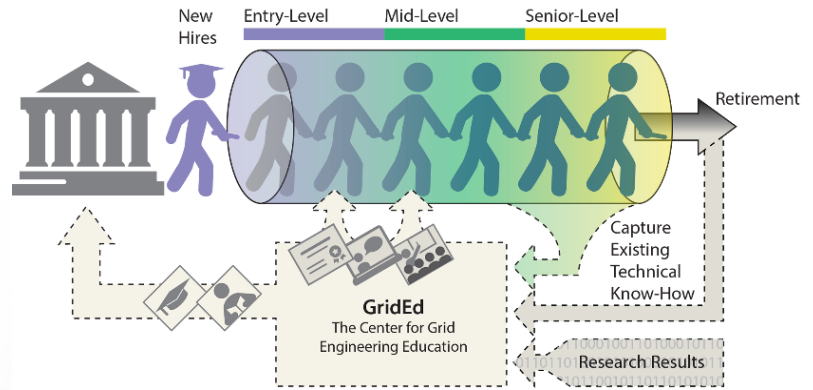 New
Hires
Entry-Level
Mid-Level
Senior-Level
Retirement
Capture
Existing
Technical
Know-How
GridEd
The Center for Grid
Engineering Education
Research Results